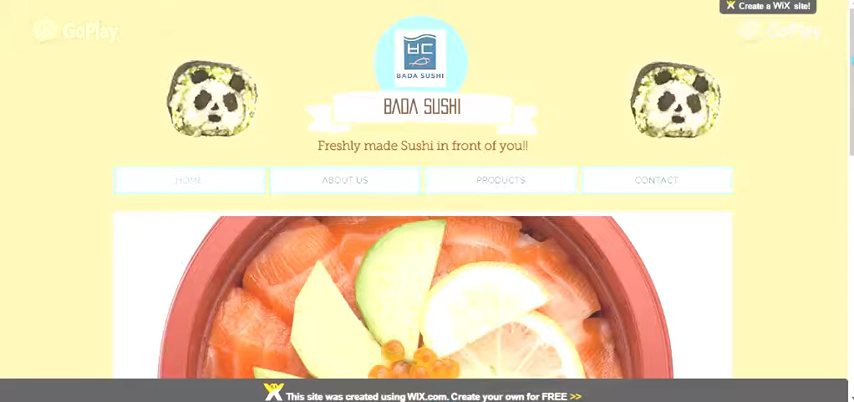 Create a WiX site!
GoPlay
GoPlay
BADA SUSHI
BADA SUSHI
Freshly made Sushi in front of you!!
HOME
ABOUT US
PRODUCTS
CONTACT
This site was created using WIX.com. Create your own for FREE >>